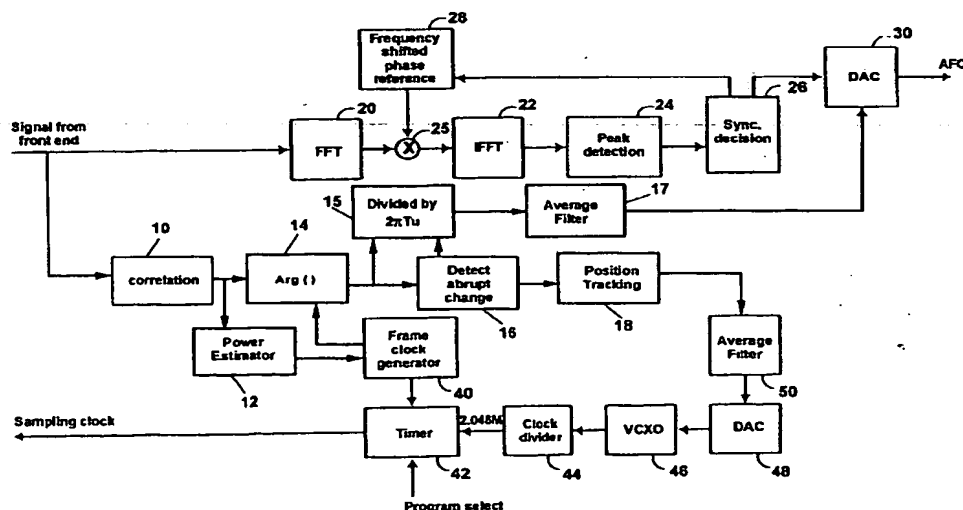 28
Frequency
shifted
phase
reference
30
DAC
AFC
20
22
24
26
Signal from
front end
FFT
25
X
IFFT
Peak
detection
Sync.
decision
15
Divided by
2πTu
17
Average
Filter
10
14
correlation
Arg ( )
Detect
abrupt
change
16
Position
Tracking
18
Power
Estimator
12
Frame
clock
generator
40
Average
Filter
50
Sampling clock
Timer
42
2.048M
Clock
divider
44
VCXO
46
DAC
48
Program select